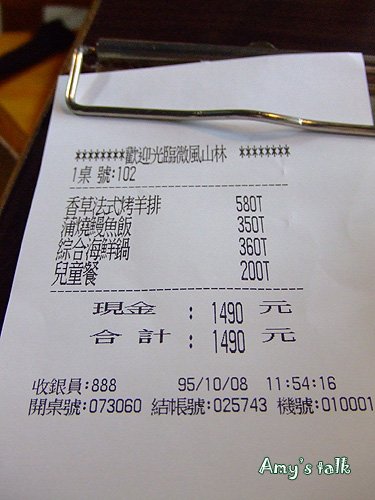 ********歡迎光臨微風山林 *******
1桌 號:102
香草法式烤羊排 580T
蒲燒鰻魚飯 350T
綜合海鮮鍋 360T
兒童餐 200T
現金 : 1490 元
合計 : 1490 元
收銀員:888 95/10/08 11:54:16
開桌號:073060 結帳號:025743 機號:010001
Amy's talk